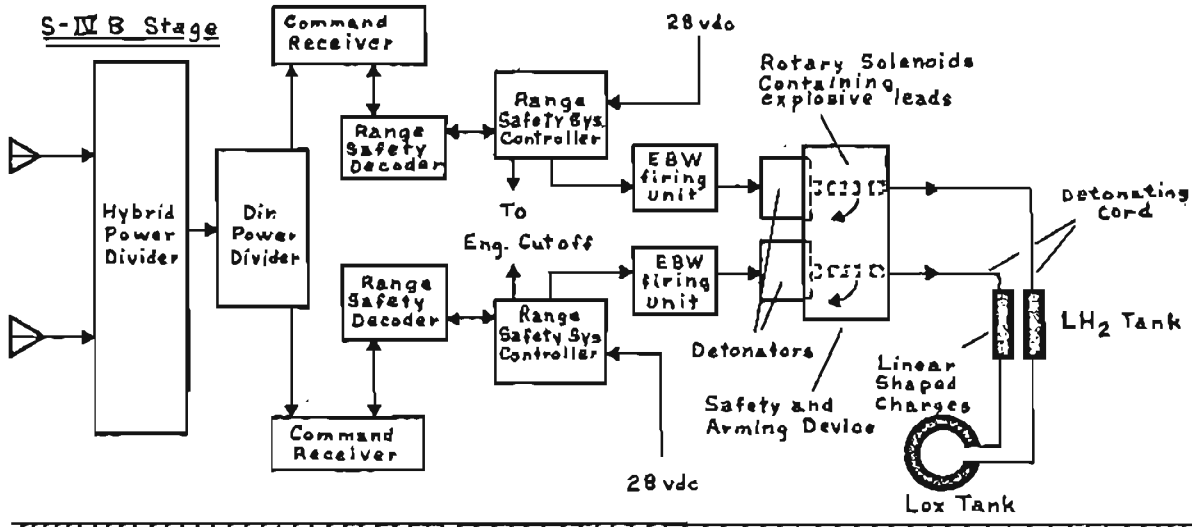 S-IVB Stage
Command
Receiver
28 vdc
Rotary Solenoids
Containing
explosive leads
Range
Safety Sys
Controller
Range
Safety
Decoder
EBW
firing
unit
Hybrid
Power
Divider
Dir.
Power
Divider
To
Eng. Cutoff
Detonating
Cord
Range
Safety
Decoder
EBW
firing
unit
Range
Safety Sys
Controller
LH2 Tank
Detonators
Linear
Shaped
Charges
Safety and
Arming Device
Command
Receiver
28 vdc
Lox Tank